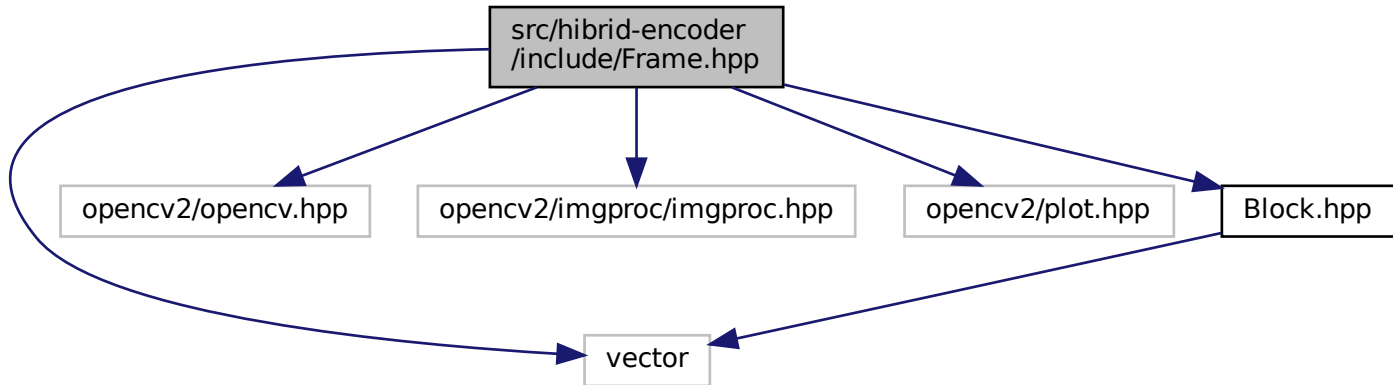 src/hibrid-encoder
/include/Frame.hpp
opencv2/opencv.hpp
opencv2/imgproc/imgproc.hpp
opencv2/plot.hpp
Block.hpp
vector